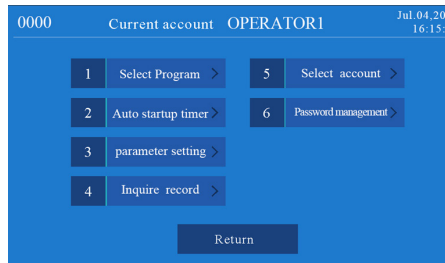 0000 Current account OPERATOR1 Jul.04,20
16:15:
1 Select Program >
2 Auto startup timer >
3 parameter setting >
4 Inquire record >
5 Select account >
6 Password management >
Return